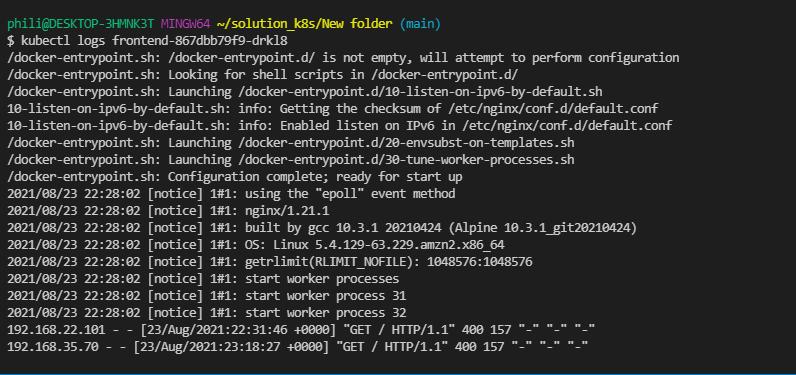 phili@DESKTOP-3HMNK3T MINGW64 ~/solution_k8s/New folder (main)
$ kubectl logs frontend-867dbb79f9-drkl8
/docker-entrypoint.sh: /docker-entrypoint.d/ is not empty, will attempt to perform configuration
/docker-entrypoint.sh: Looking for shell scripts in /docker-entrypoint.d/
/docker-entrypoint.sh: Launching /docker-entrypoint.d/10-listen-on-ipv6-by-default.sh
10-listen-on-ipv6-by-default.sh: info: Getting the checksum of /etc/nginx/conf.d/default.conf
10-listen-on-ipv6-by-default.sh: info: Enabled listen on IPv6 in /etc/nginx/conf.d/default.conf
/docker-entrypoint.sh: Launching /docker-entrypoint.d/20-envsubst-on-templates.sh
/docker-entrypoint.sh: Launching /docker-entrypoint.d/30-tune-worker-processes.sh
/docker-entrypoint.sh: Configuration complete; ready for start up
2021/08/23 22:28:02 [notice] 1#1: using the "epoll" event method
2021/08/23 22:28:02 [notice] 1#1: nginx/1.21.1
2021/08/23 22:28:02 [notice] 1#1: built by gcc 10.3.1 20210424 (Alpine 10.3.1_git20210424)
2021/08/23 22:28:02 [notice] 1#1: OS: Linux 5.4.129-63.229.amzn2.x86_64
2021/08/23 22:28:02 [notice] 1#1: getrlimit(RLIMIT_NOFILE): 1048576:1048576
2021/08/23 22:28:02 [notice] 1#1: start worker processes
2021/08/23 22:28:02 [notice] 1#1: start worker process 31
2021/08/23 22:28:02 [notice] 1#1: start worker process 32
192.168.22.101 - - [23/Aug/2021:22:31:46 +0000] "GET / HTTP/1.1" 400 157 "-" "-" "-"
192.168.35.70 - - [23/Aug/2021:23:18:27 +0000] "GET / HTTP/1.1" 400 157 "-" "-" "-"